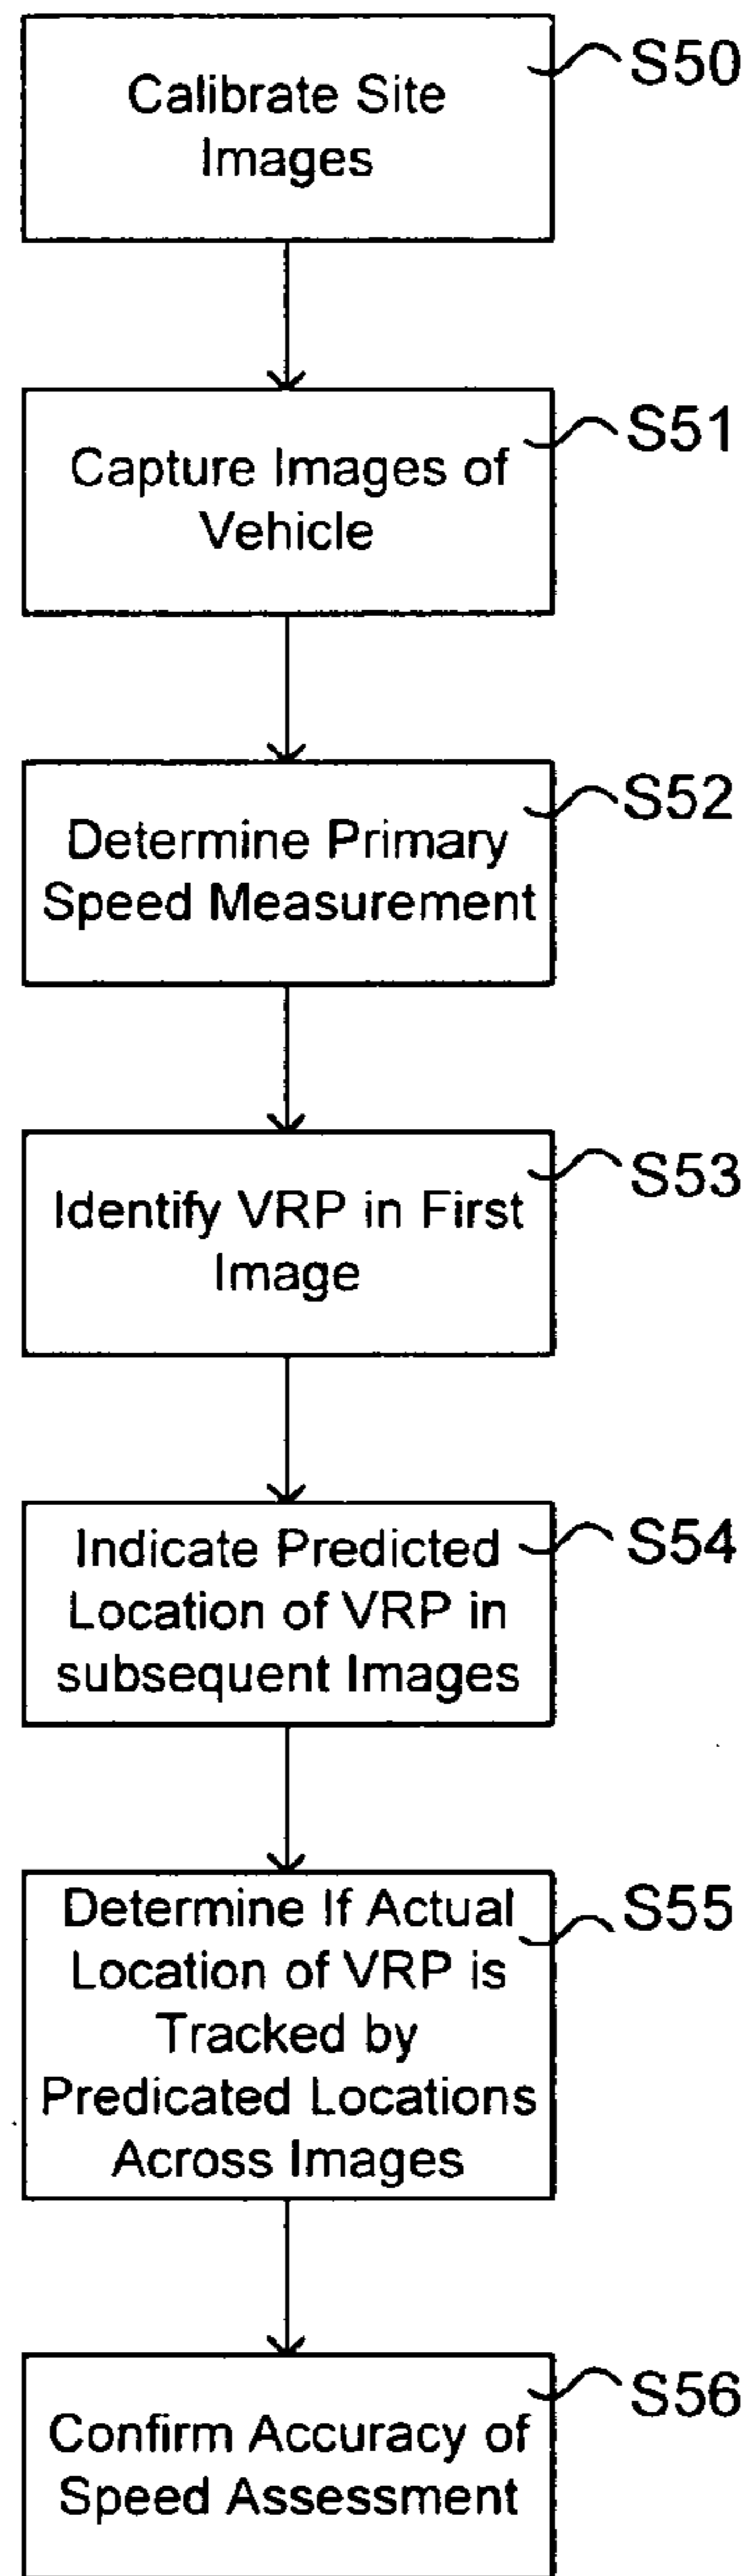 Calibrate Site
Images
S50
Capture Images of
Vehicle
S51
Determine Primary
Speed Measurement
S52
Identify VRP in First
Image
S53
Indicate Predicted
Location of VRP in
subsequent Images
S54
Determine If Actual
Location of VRP is
Tracked by
Predicated Locations
Across Images
S55
Confirm Accuracy of
Speed Assessment
S56